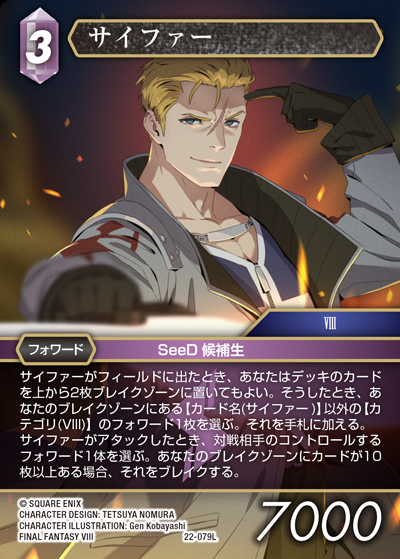 3
サイファー
VIII
フォワード
SeeD 候補生
サイファーがフィールドに出たとき、あなたはデッキのカード
を上から2枚ブレイクゾーンに置いてもよい。そうしたとき、あ
なたのブレイクゾーンにある【カード名(サイファー)】以外の【カ
テゴリ(VIII)】のフォワード1枚を選ぶ。それを手札に加える。
サイファーがアタックしたとき、対戦相手のコントロールする
フォワード1体を選ぶ。あなたのブレイクゾーンにカードが10
枚以上ある場合、それをブレイクする。
© SQUARE ENIX
CHARACTER DESIGN: TETSUYA NOMURA
CHARACTER ILLUSTRATION: Gen Kobayashi
FINAL FANTASY VIII
22-079L
7000